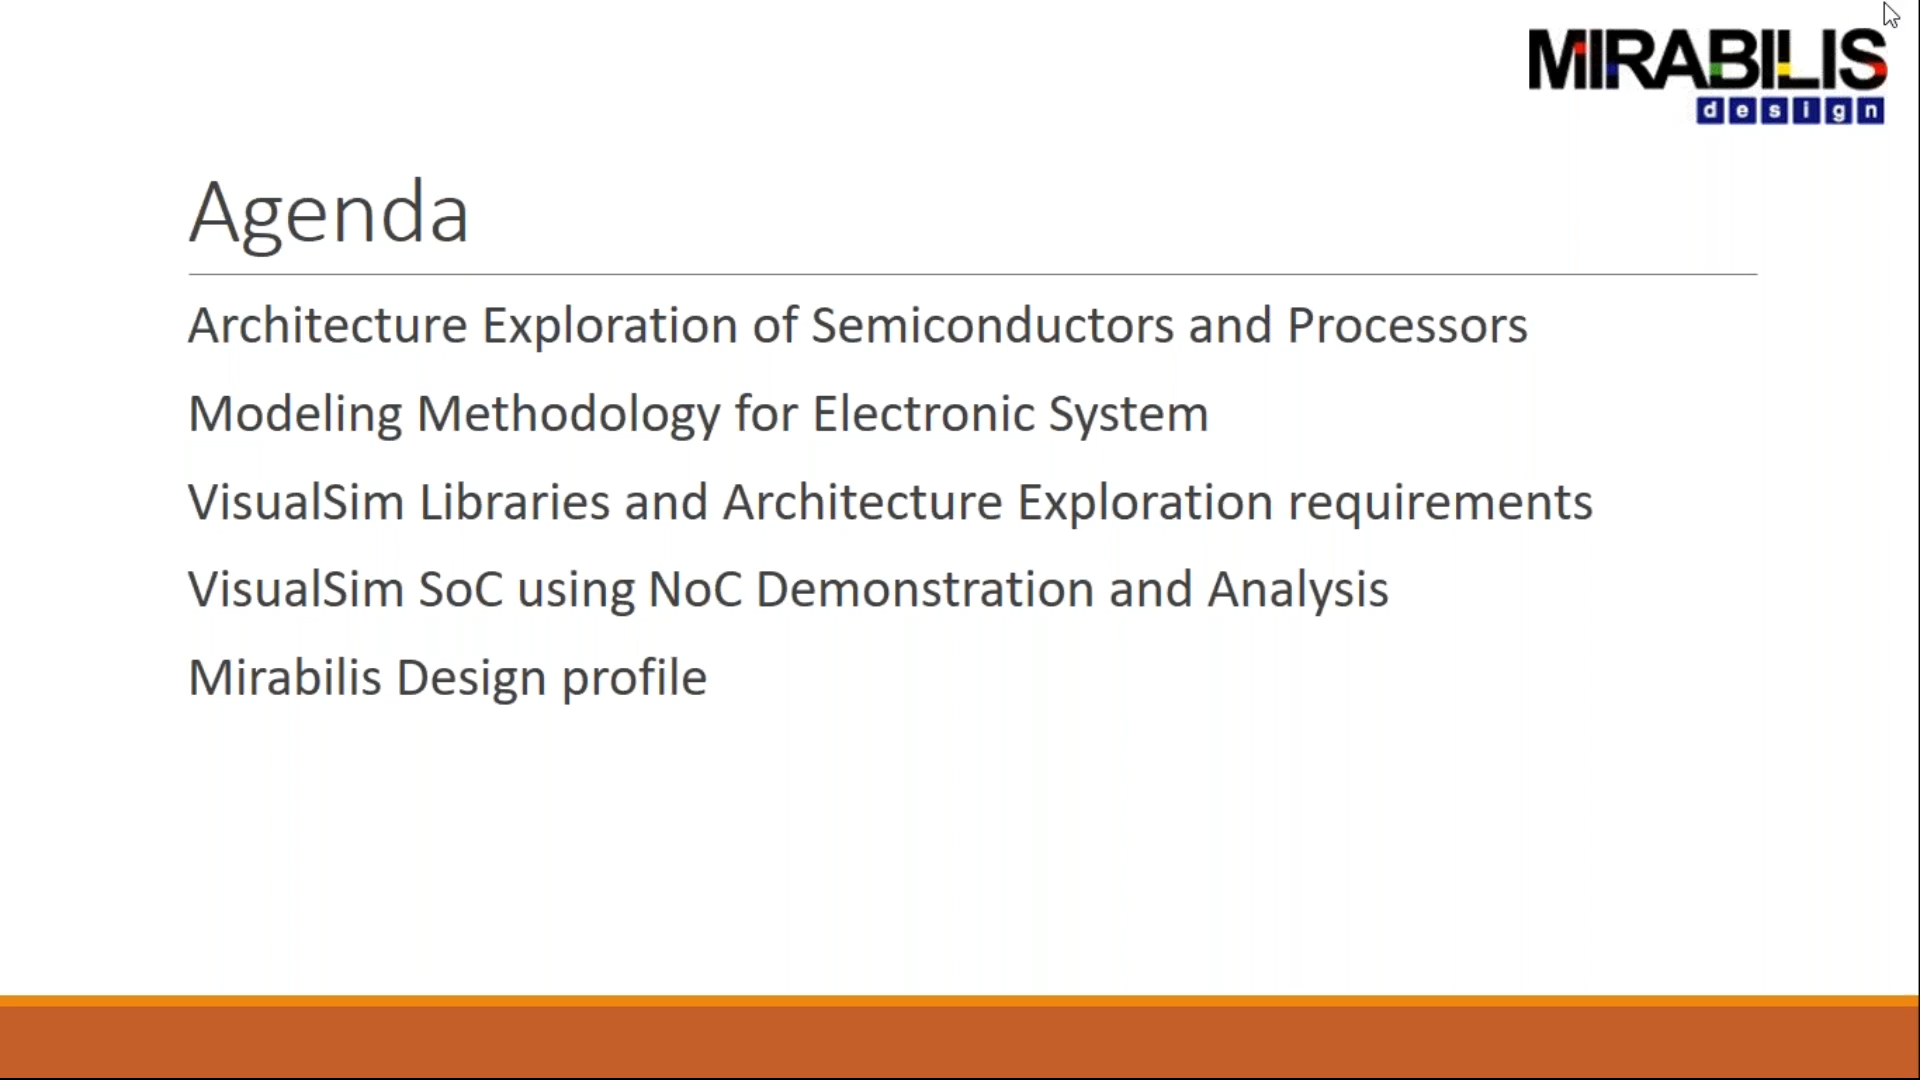 MIRABILIS
design
Agenda
Architecture Exploration of Semiconductors and Processors
Modeling Methodology for Electronic System
VisualSim Libraries and Architecture Exploration requirements
VisualSim SoC using NoC Demonstration and Analysis
Mirabilis Design profile